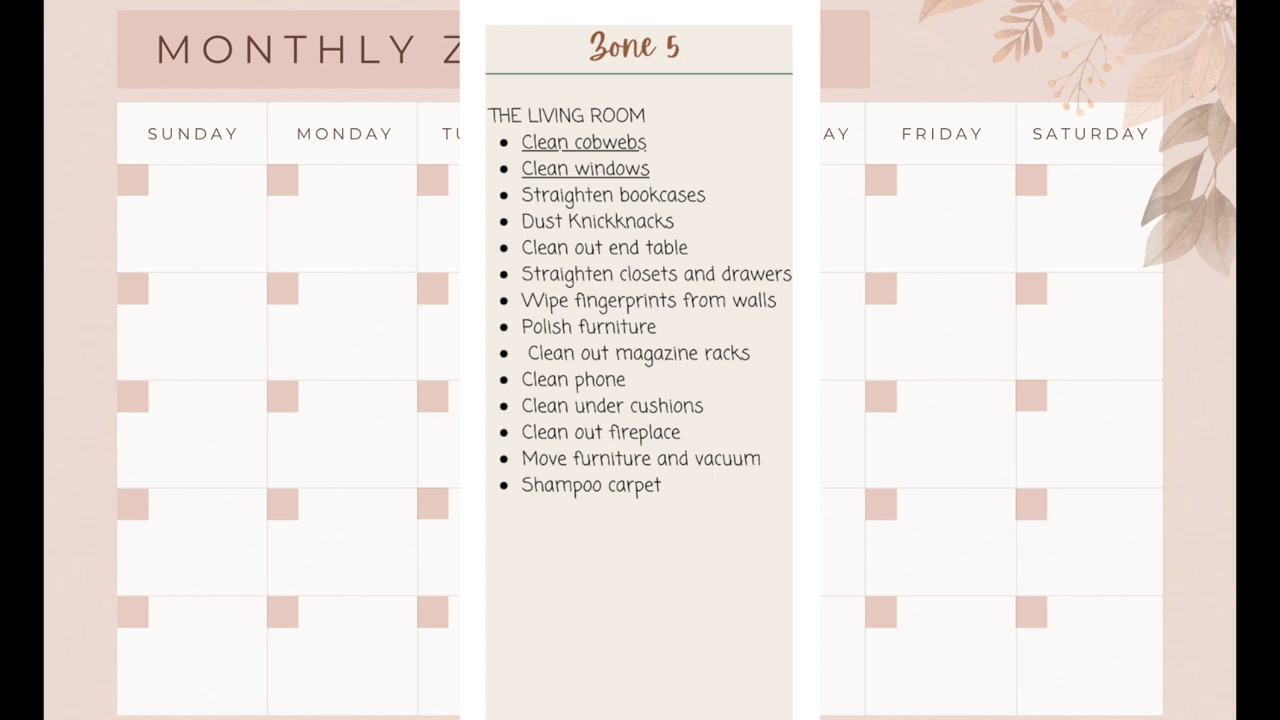 MONTHLY Z
Zone 5
SUNDAY MONDAY TU AY FRIDAY SATURDAY
THE LIVING ROOM
• Clean cobwebs
• Clean windows
• Straighten bookcases
• Dust Knickknacks
• Clean out end table
• Straighten closets and drawers
• Wipe fingerprints from walls
• Polish furniture
• Clean out magazine racks
• Clean phone
• Clean under cushions
• Clean out fireplace
• Move furniture and vacuum
• Shampoo carpet